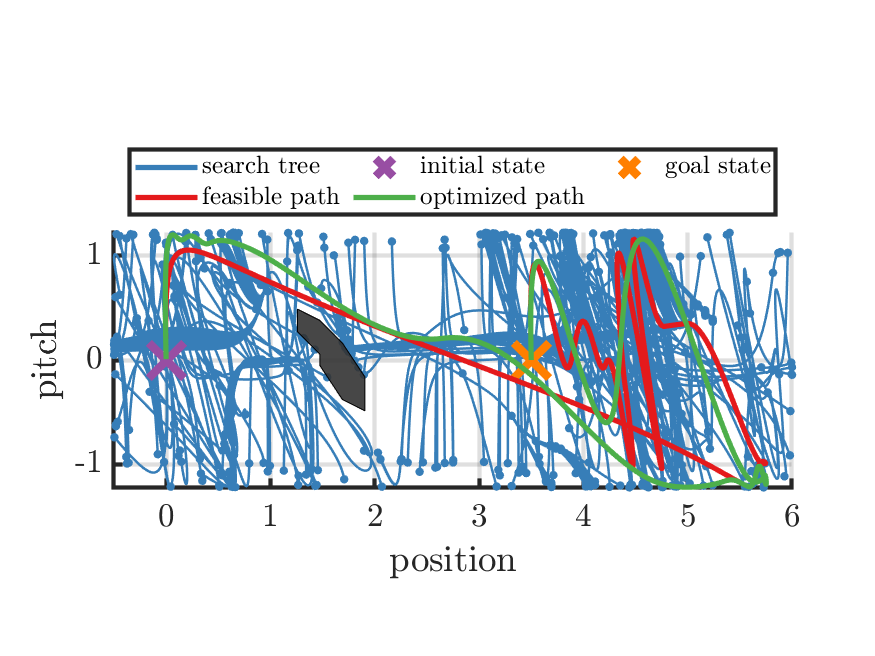 search tree initial state goal state
feasible path optimized path
1
0
-1
pitch
0 1 2 3 4 5 6
position